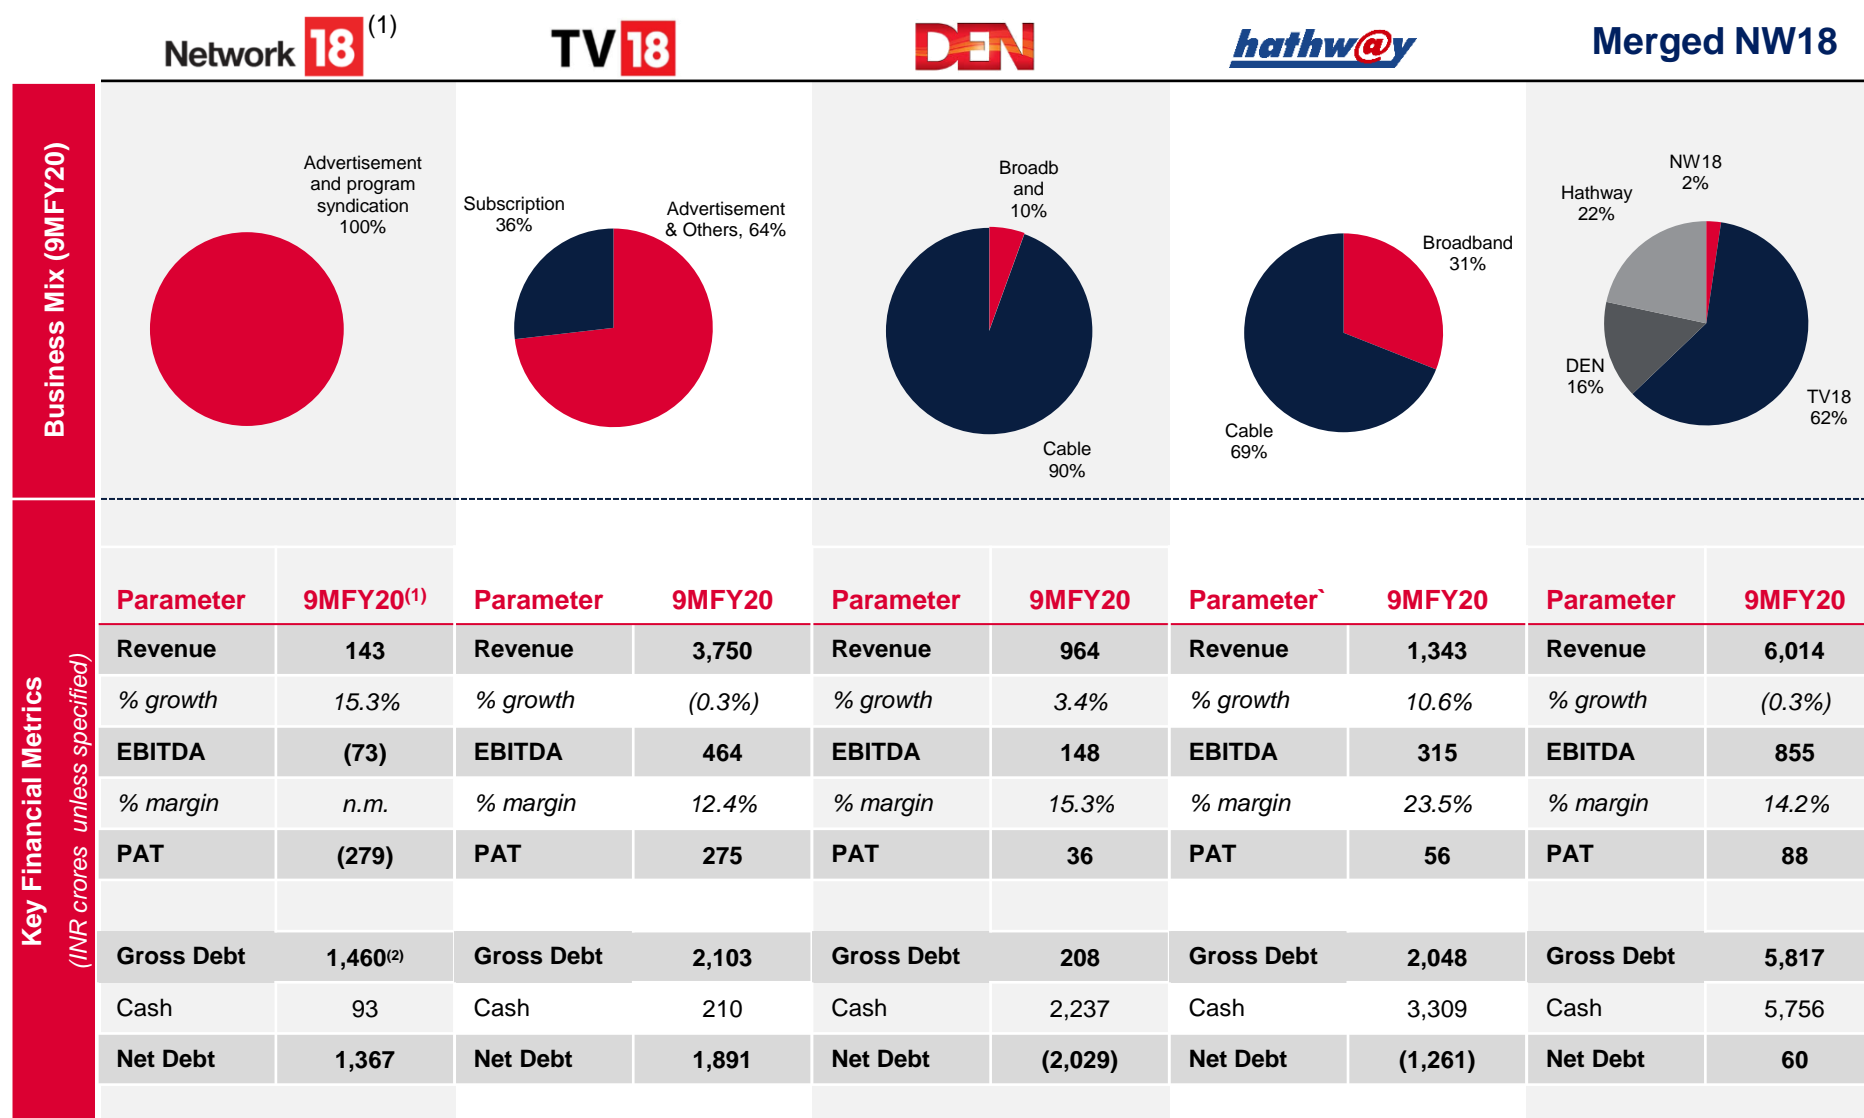 Network 18 (1)
TV18
DEN
hathw@y
Merged NW18
Business Mix (9MFY20)
Advertisement
and program
syndication
100%
Subscription
36%
Advertisement
& Others, 64%
Broadb
and
10%
Cable
90%
Broadband
31%
Cable
69%
NW18
2%
Hathway
22%
DEN
16%
TV18
62%
Key Financial Metrics
(INR crores unless specified)
Parameter 9MFY20(1) Parameter 9MFY20 Parameter 9MFY20 Parameter` 9MFY20 Parameter 9MFY20
Revenue 143 Revenue 3,750 Revenue 964 Revenue 1,343 Revenue 6,014
% growth 15.3% % growth (0.3%) % growth 3.4% % growth 10.6% % growth (0.3%)
EBITDA (73) EBITDA 464 EBITDA 148 EBITDA 315 EBITDA 855
% margin n.m. % margin 12.4% % margin 15.3% % margin 23.5% % margin 14.2%
PAT (279) PAT 275 PAT 36 PAT 56 PAT 88
Gross Debt 1,460(2) Gross Debt 2,103 Gross Debt 208 Gross Debt 2,048 Gross Debt 5,817
Cash 93 Cash 210 Cash 2,237 Cash 3,309 Cash 5,756
Net Debt 1,367 Net Debt 1,891 Net Debt (2,029) Net Debt (1,261) Net Debt 60